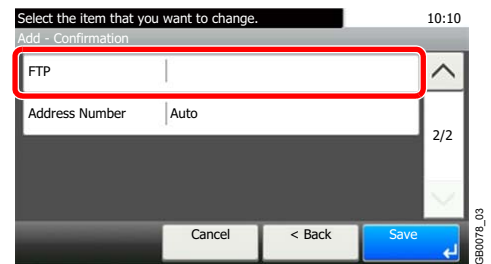 Select the item that you want to change. 10:10
Add - Confirmation
FTP
Address Number Auto
2/2
Cancel < Back Save
GB0078_03